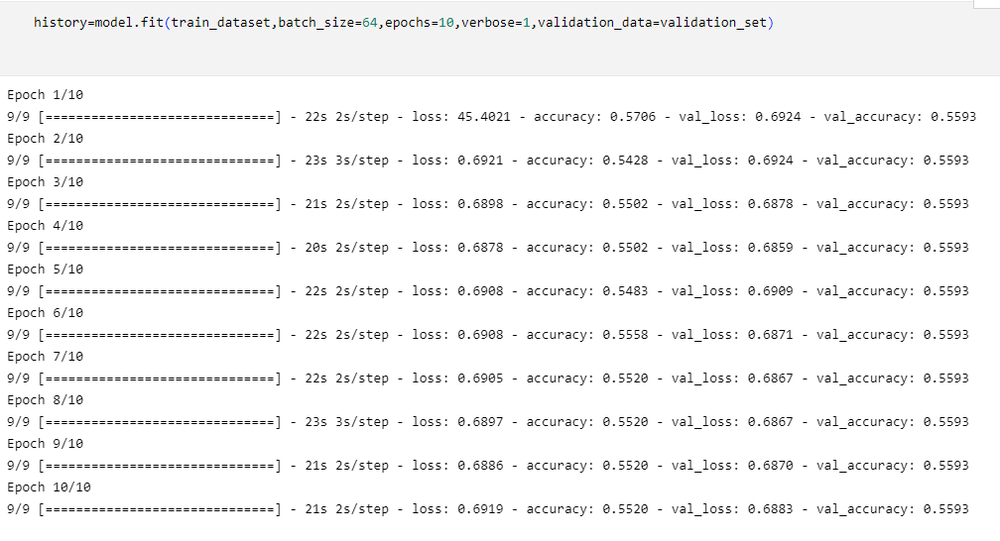 history=model.fit(train_dataset,batch_size=64,epochs=10,verbose=1,validation_data=validation_set)
Epoch 1/10
9/9 [==============================] - 22s 2s/step - loss: 45.4021 - accuracy: 0.5706 - val_loss: 0.6924 - val_accuracy: 0.5593
Epoch 2/10
9/9 [==============================] - 23s 3s/step - loss: 0.6921 - accuracy: 0.5428 - val_loss: 0.6924 - val_accuracy: 0.5593
Epoch 3/10
9/9 [==============================] - 21s 2s/step - loss: 0.6898 - accuracy: 0.5502 - val_loss: 0.6878 - val_accuracy: 0.5593
Epoch 4/10
9/9 [==============================] - 20s 2s/step - loss: 0.6878 - accuracy: 0.5502 - val_loss: 0.6859 - val_accuracy: 0.5593
Epoch 5/10
9/9 [==============================] - 22s 2s/step - loss: 0.6908 - accuracy: 0.5483 - val_loss: 0.6909 - val_accuracy: 0.5593
Epoch 6/10
9/9 [==============================] - 22s 2s/step - loss: 0.6908 - accuracy: 0.5558 - val_loss: 0.6871 - val_accuracy: 0.5593
Epoch 7/10
9/9 [==============================] - 22s 2s/step - loss: 0.6905 - accuracy: 0.5520 - val_loss: 0.6867 - val_accuracy: 0.5593
Epoch 8/10
9/9 [==============================] - 23s 3s/step - loss: 0.6897 - accuracy: 0.5520 - val_loss: 0.6867 - val_accuracy: 0.5593
Epoch 9/10
9/9 [==============================] - 21s 2s/step - loss: 0.6886 - accuracy: 0.5520 - val_loss: 0.6870 - val_accuracy: 0.5593
Epoch 10/10
9/9 [==============================] - 21s 2s/step - loss: 0.6919 - accuracy: 0.5520 - val_loss: 0.6883 - val_accuracy: 0.5593